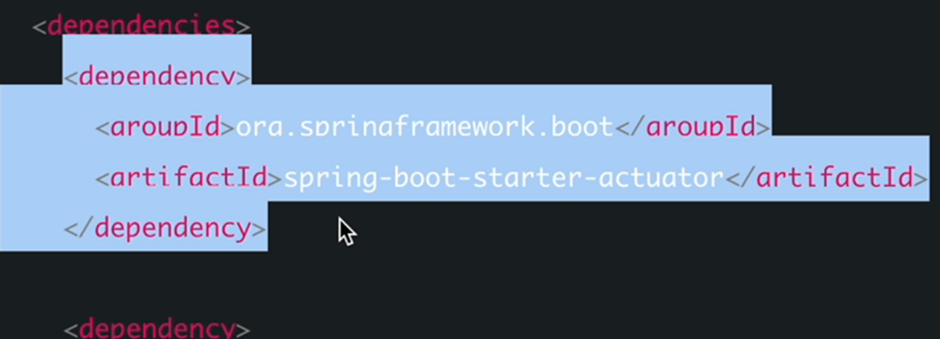 <dependencies>
<dependency>
<groupId>org.springframework.boot</groupId>
<artifactId>spring-boot-starter-actuator</artifactId>
</dependency>
<dependency>